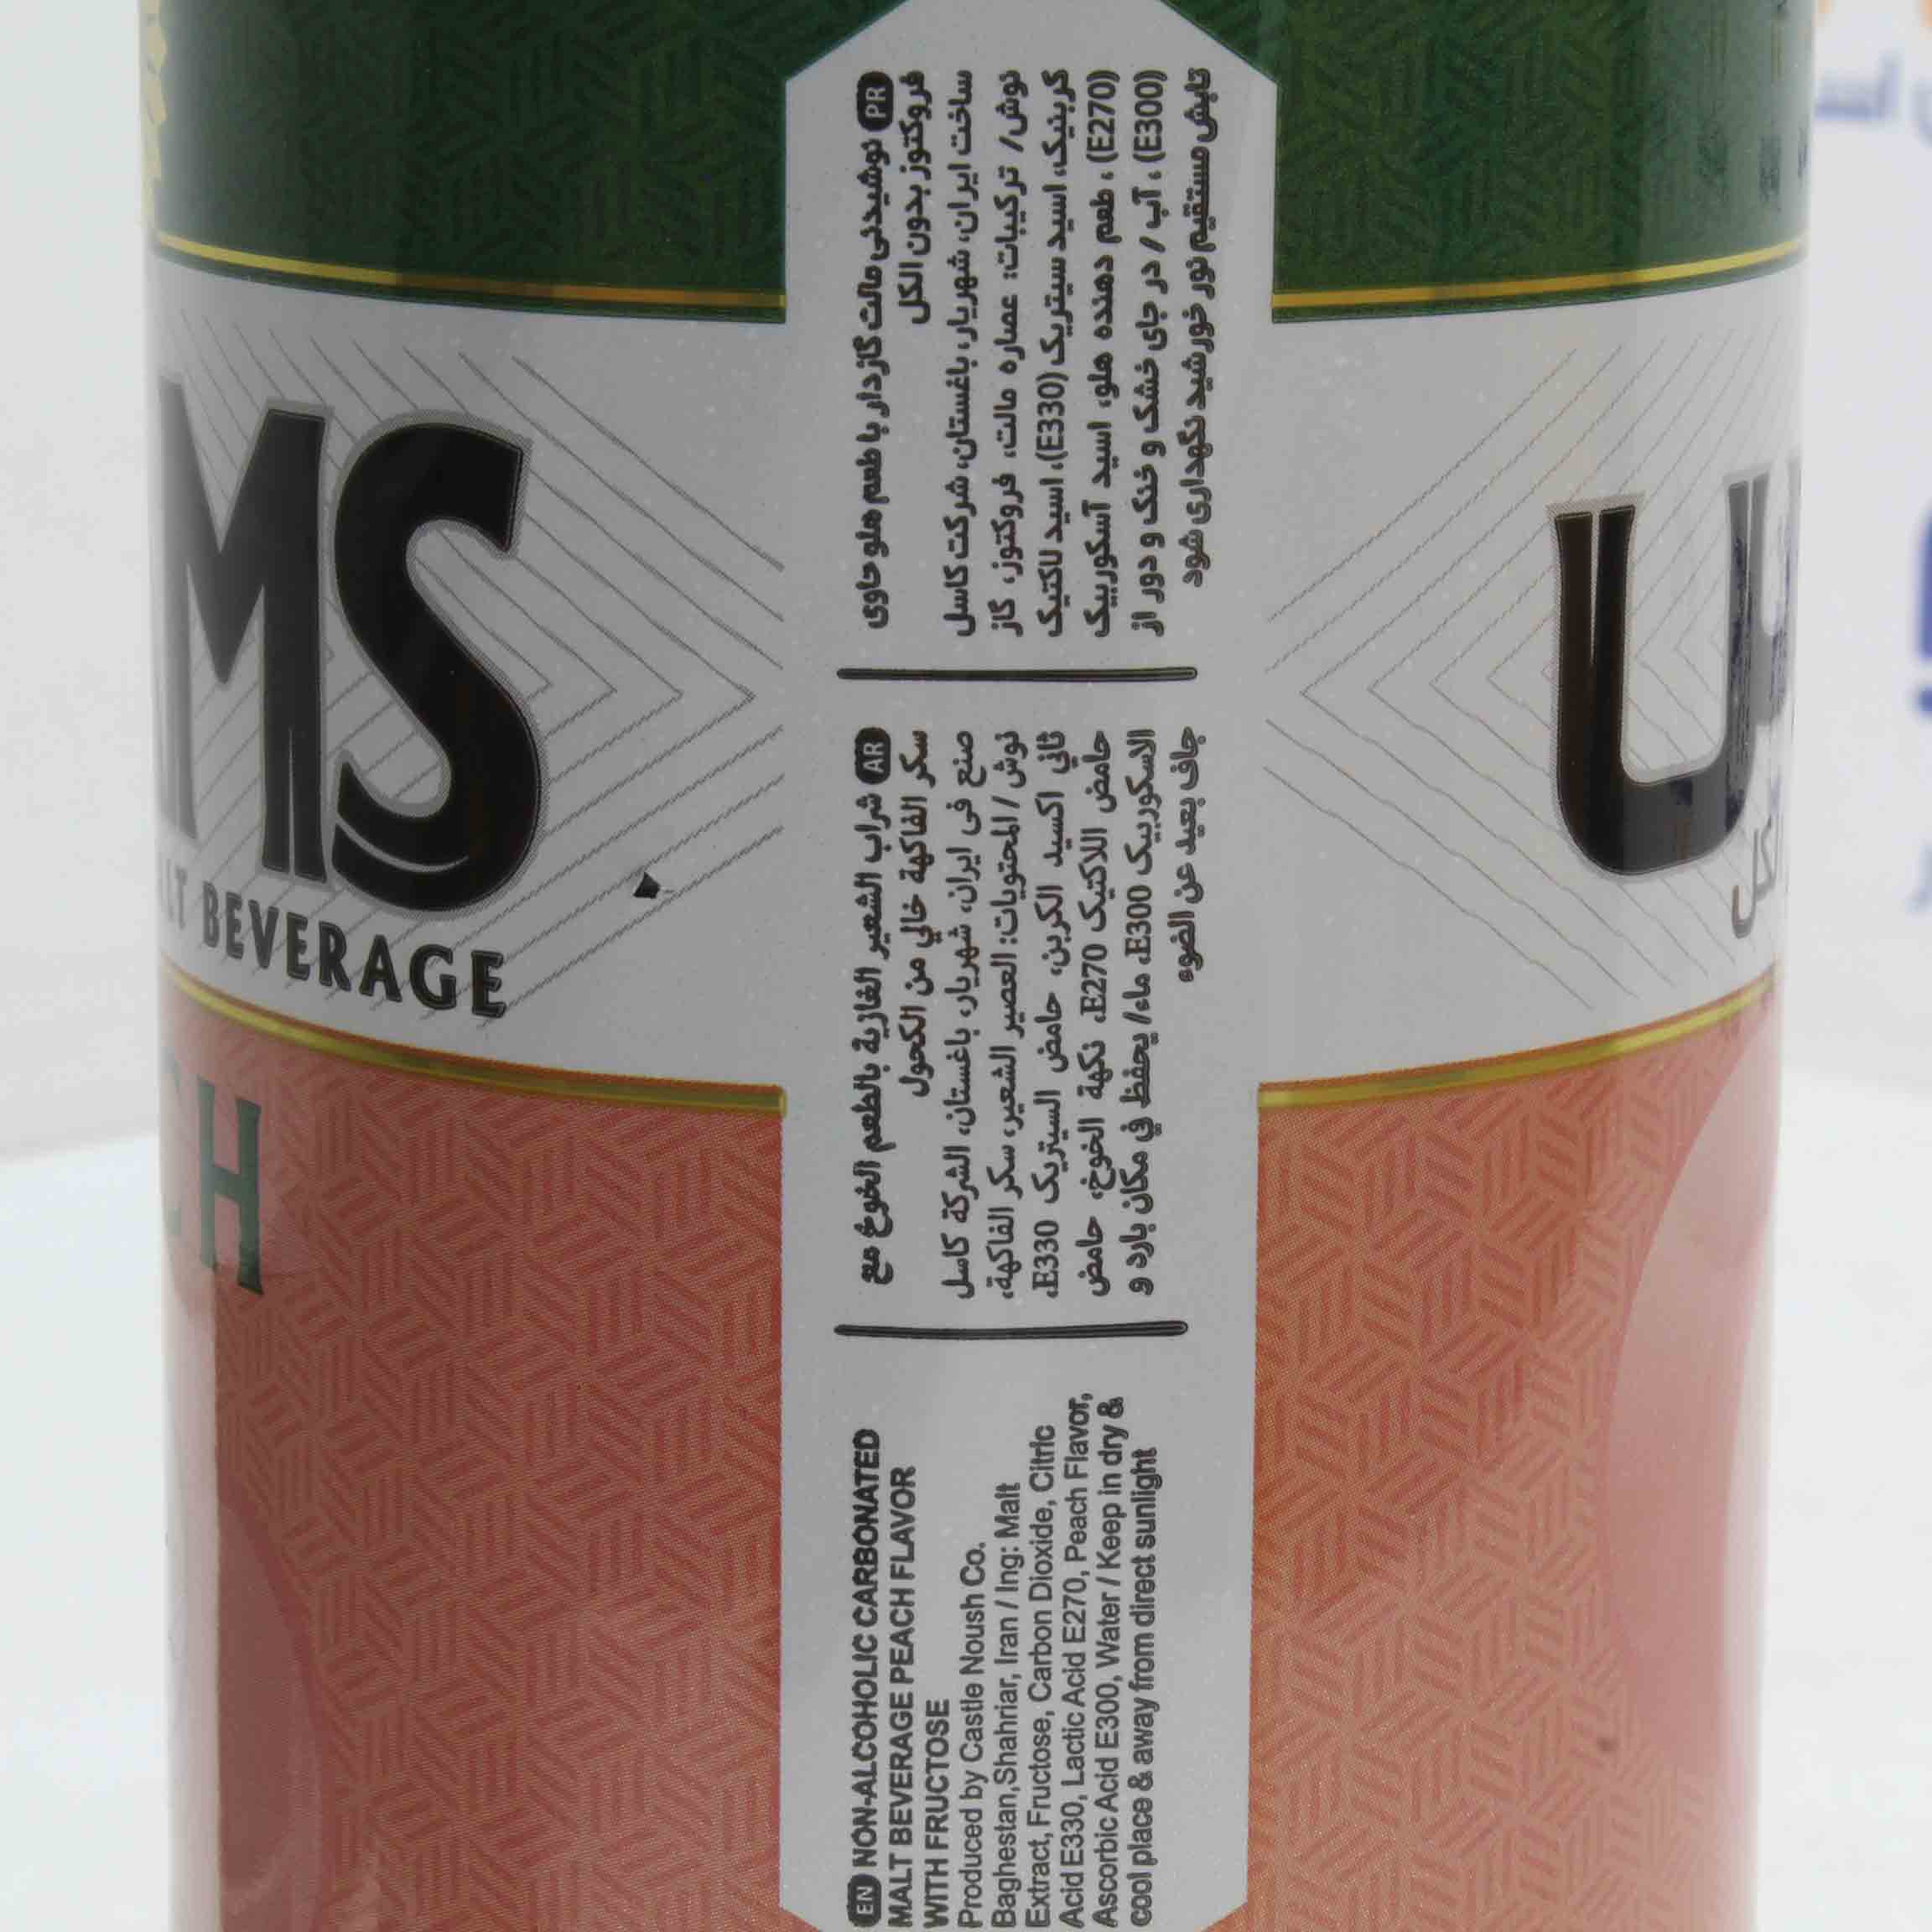 MS
BEVERAGE
CH
PR نوشیدنی مالت گازدار با طعم هلو حاوی
فروکتوز بدون الکل
ساخت ایران، شهریار، باغستان، شرکت کاسل
نوش/ ترکیبات: عصاره مالت، فروکتوز، گاز
کربنیک، اسید سیتریک (E330)، اسید لاکتیک
(E270)، طعم دهنده هلو، اسید آسکوربیک
(E300)، آب / در جای خشک و خنک و دور از
تابش مستقیم نور خورشید نگهداری شود
AR شراب الشعیر الغازیة بالطعم الخوخ مع
سکر الفاکهة خالي من الکحول
صنع فی ایران، شهریار، باغستان، الشرکة کاسل
نوش / المحتویات: العصیر الشعیر، سکر الفاکهة،
ثاني اکسید الکربن، حامض السیتریک E330،
حامض اللاکتیک E270، نکهة الخوخ، حامض
الاسکوربیک E300، ماء/ یحفظ في مکان بارد و
جاف بعید عن الضوء
EN NON-ALCOHOLIC CARBONATED
MALT BEVERAGE PEACH FLAVOR
WITH FRUCTOSE
Produced by Castle Noush Co.
Baghestan,Shahriar, Iran / Ing: Malt
Extract, Fructose, Carbon Dioxide, Citric
Acid E330, Lactic Acid E270, Peach Flavor,
Ascorbic Acid E300, Water / Keep in dry &
cool place & away from direct sunlight